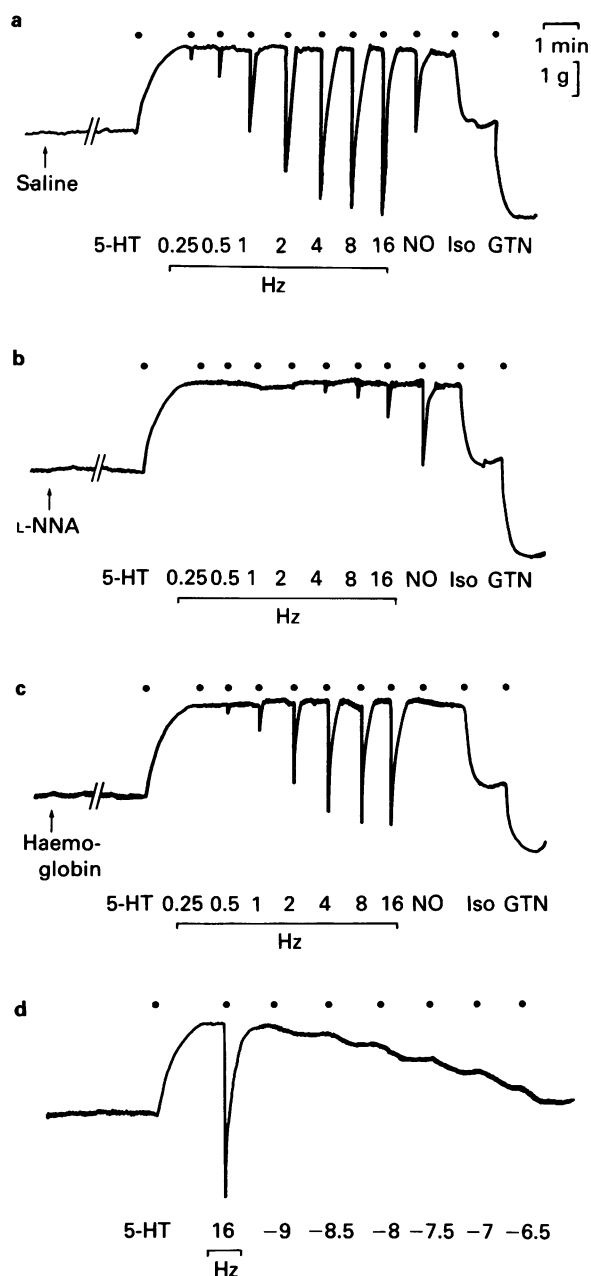 a
1 min
1 g
Saline
5-HT 0.25 0.5 1 2 4 8 16 NO Iso GTN
Hz
b
L-NNA
5-HT 0.25 0.5 1 2 4 8 16 NO Iso GTN
Hz
c
Haemo-
globin
5-HT 0.25 0.5 1 2 4 8 16 NO Iso GTN
Hz
d
5-HT 16 −9 −8.5 −8 −7.5 −7 −6.5
Hz